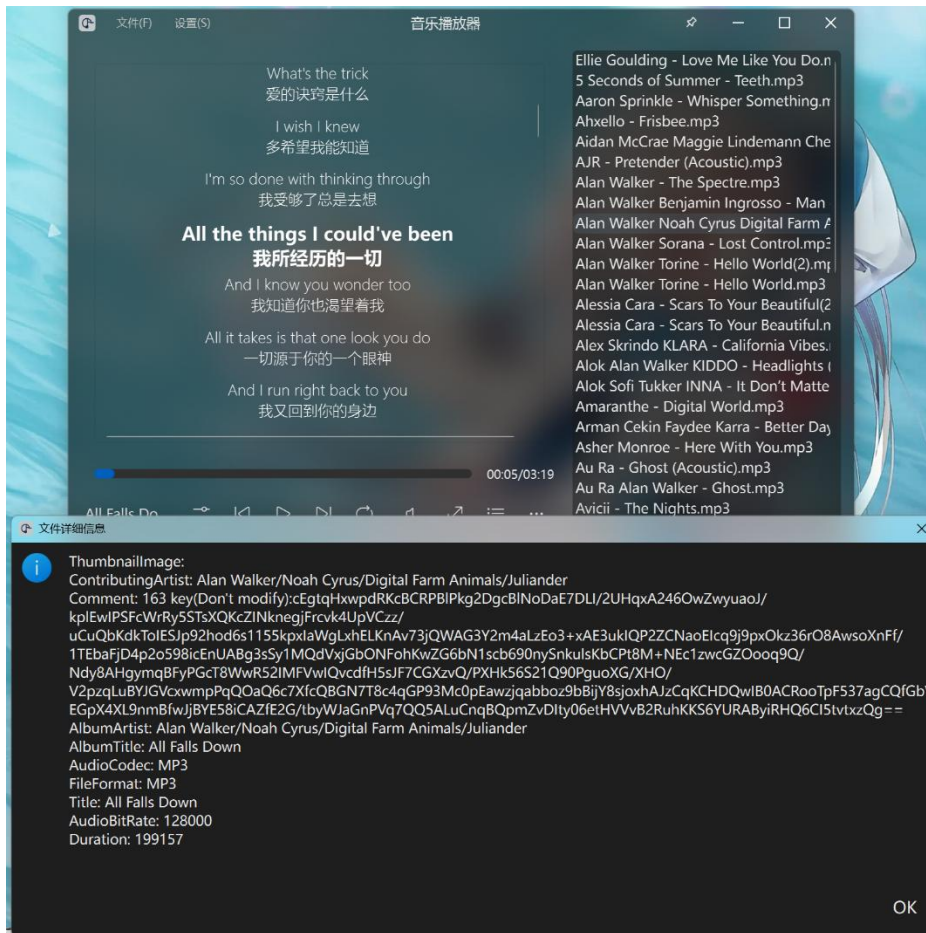 文件(F) 设置(S) 音乐播放器
What's the trick
爱的诀窍是什么
I wish I knew
多希望我能知道
I'm so done with thinking through
我受够了总是去想
All the things I could've been
我所经历的一切
And I know you wonder too
我知道你也渴望着我
All it takes is that one look you do
一切源于你的一个眼神
And I run right back to you
我又回到你的身边
00:05/03:19
All Falls Do...
Ellie Goulding - Love Me Like You Do.m
5 Seconds of Summer - Teeth.mp3
Aaron Sprinkle - Whisper Something.m
Ahxello - Frisbee.mp3
Aidan McCrae Maggie Lindemann Che
AJR - Pretender (Acoustic).mp3
Alan Walker - The Spectre.mp3
Alan Walker Benjamin Ingrosso - Man
Alan Walker Noah Cyrus Digital Farm A
Alan Walker Sorana - Lost Control.mp3
Alan Walker Torine - Hello World(2).mp
Alan Walker Torine - Hello World.mp3
Alessia Cara - Scars To Your Beautiful(2
Alessia Cara - Scars To Your Beautiful.m
Alex Skrindo KLARA - California Vibes.
Alok Alan Walker KIDDO - Headlights (
Alok Sofi Tukker INNA - It Don't Matte
Amaranthe - Digital World.mp3
Arman Cekin Faydee Karra - Better Day
Asher Monroe - Here With You.mp3
Au Ra - Ghost (Acoustic).mp3
Au Ra Alan Walker - Ghost.mp3
Avicii - The Nights.mp3
文件详细信息
ThumbnailImage:
ContributingArtist: Alan Walker/Noah Cyrus/Digital Farm Animals/Juliander
Comment: 163 key(Don't modify):cEgtqHxwpdRKcBCRPBlPkg2DgcBlNoDaE7DLI/2UHqxA246OwZwyuaoJ/
kplEwIPSFcWrRy5STsXQKcZINknegjFrcvk4UpVCzz/
uCuQbKdkToIESJp92hod6s1155kpxIaWgLxhELKnAv73jQWAG3Y2m4aLzEo3+xAE3ukIQP2ZCNaoEIcq9j9pxOkz36rO8AwsoXnFf/
1TEbaFjD4p2o598icEnUABg3sSy1MQdVxjGbONFohKwZG6bN1scb690nySnkulsKbCPt8M+NEc1zwcGZOooq9Q/
Ndy8AHgymqBFyPGcT8WwR52IMFVwIQvcdfH5sJF7CGXzvQ/PXHk56S21Q90PguoXG/XHO/
V2pzqLuBYJGVcxwmpPqQOaQ6c7XfcQBGN7T8c4qGP93Mc0pEawzjqabboz9bBijY8sjoxhAJzCqKCHDQwIB0ACRooTpF537agCQfGb
EGpX4XL9nmBfwJjBYE58iCAZfE2G/tbyWJaGnPVq7QQ5ALuCnqBQpmZvDIty06etHVVvB2RuhKKS6YURAByiRHQ6CI5tvtxzQg==
AlbumArtist: Alan Walker/Noah Cyrus/Digital Farm Animals/Juliander
AlbumTitle: All Falls Down
AudioCodec: MP3
FileFormat: MP3
Title: All Falls Down
AudioBitRate: 128000
Duration: 199157
OK